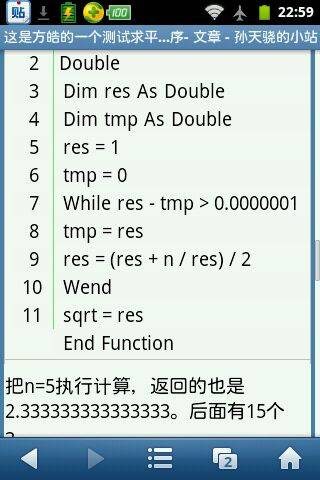 贴
100
22:59
这是方皓的一个测试求平...序- 文章 - 孙天骁的小站
2 Double
3 Dim res As Double
4 Dim tmp As Double
5 res = 1
6 tmp = 0
7 While res - tmp > 0.0000001
8 tmp = res
9 res = (res + n / res) / 2
10 Wend
11 sqrt = res
End Function
把n=5执行计算，返回的也是
2.333333333333333。后面有15个
2